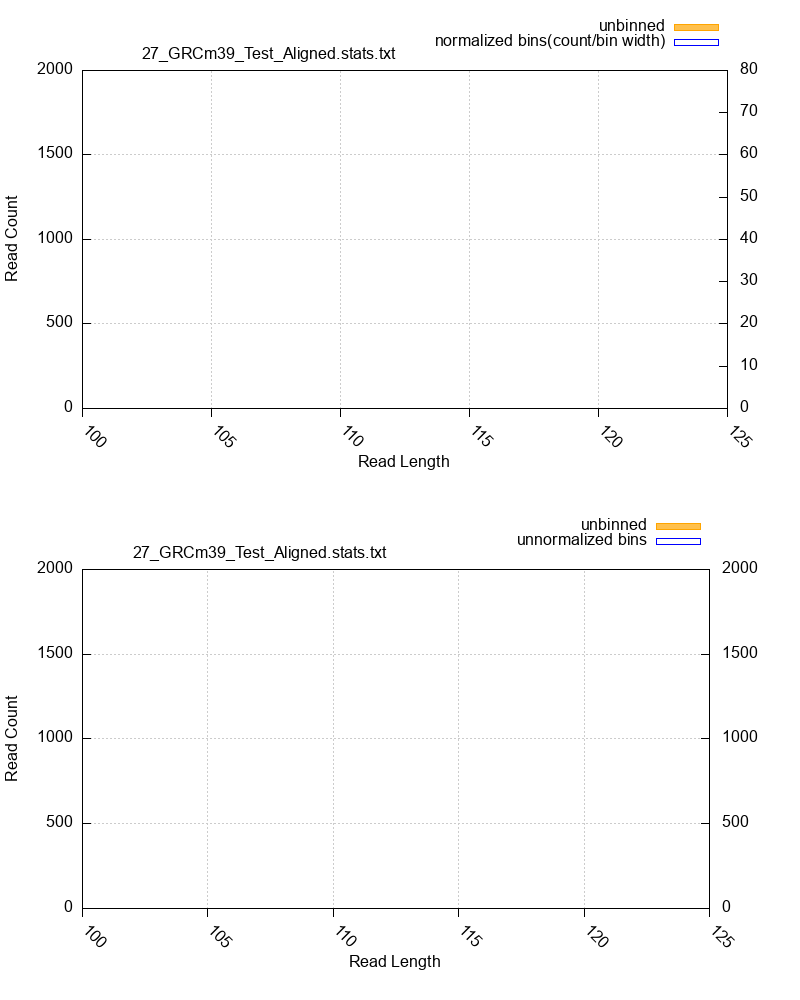 unbinned
normalized bins(count/bin width)
27_GRCm39_Test_Aligned.stats.txt
2000 80
70
1500 60
50
1000 40
30
500 20
10
0 0
100 105 110 115 120 125
Read Count
Read Length
unbinned
unnormalized bins
27_GRCm39_Test_Aligned.stats.txt
2000 2000
1500 1500
1000 1000
500 500
0 0
100 105 110 115 120 125
Read Count
Read Length